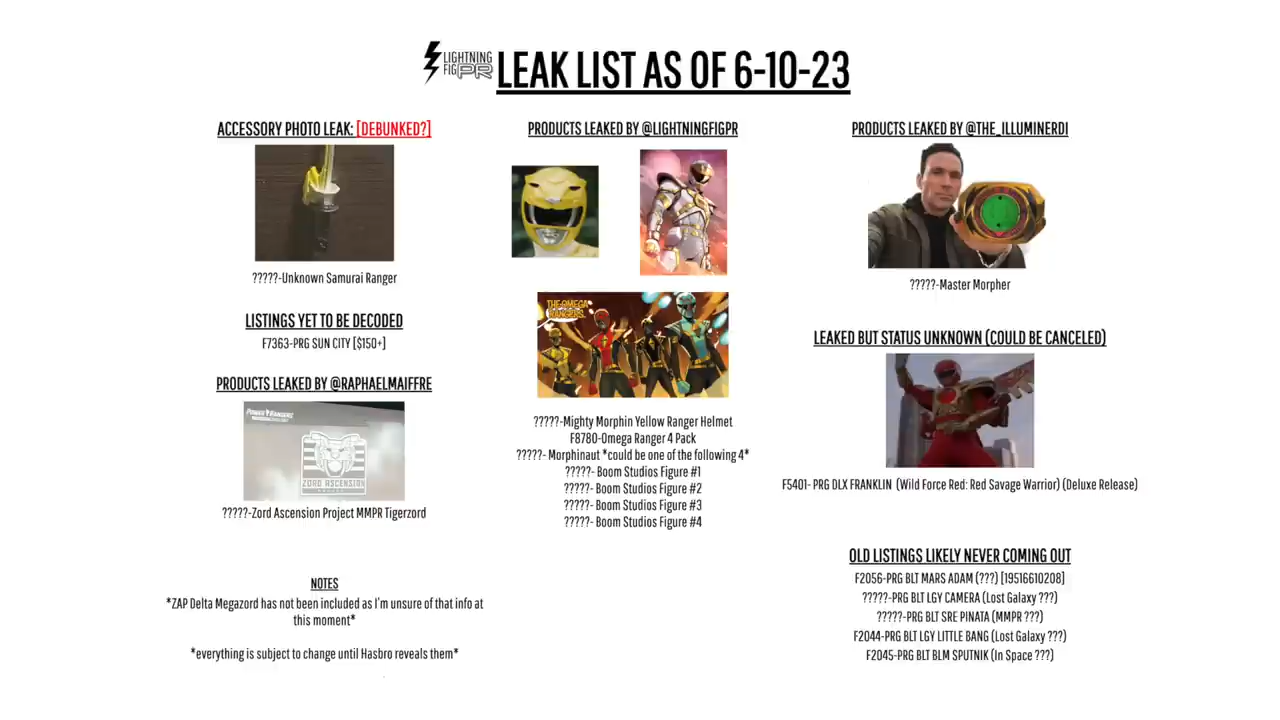 LIGHTNING
FIGPR
LEAK LIST AS OF 6-10-23
ACCESSORY PHOTO LEAK: [DEBUNKED?]
?????-Unknown Samurai Ranger
LISTINGS YET TO BE DECODED
F7363-PRG SUN CITY [$150+]
PRODUCTS LEAKED BY @RAPHAELMAIFFRE
POWER RANGERS
ZORD ASCENSION
PROJECT
?????-Zord Ascension Project MMPR Tigerzord
NOTES
*ZAP Delta Megazord has not been included as I'm unsure of that info at
this moment*
*everything is subject to change until Hasbro reveals them*
PRODUCTS LEAKED BY @LIGHTNINGFIGPR
THE OMEGA
RANGERS.
?????-Mighty Morphin Yellow Ranger Helmet
F8780-Omega Ranger 4 Pack
?????- Morphinaut *could be one of the following 4*
?????- Boom Studios Figure #1
?????- Boom Studios Figure #2
?????- Boom Studios Figure #3
?????- Boom Studios Figure #4
PRODUCTS LEAKED BY @THE_ILLUMINERDI
?????-Master Morpher
LEAKED BUT STATUS UNKNOWN (COULD BE CANCELED)
F5401- PRG DLX FRANKLIN (Wild Force Red: Red Savage Warrior) (Deluxe Release)
OLD LISTINGS LIKELY NEVER COMING OUT
F2056-PRG BLT MARS ADAM (???) [19516610208]
?????-PRG BLT LGY CAMERA (Lost Galaxy ???)
?????-PRG BLT SRE PINATA (MMPR ???)
F2044-PRG BLT LGY LITTLE BANG (Lost Galaxy ???)
F2045-PRG BLT BLM SPUTNIK (In Space ???)